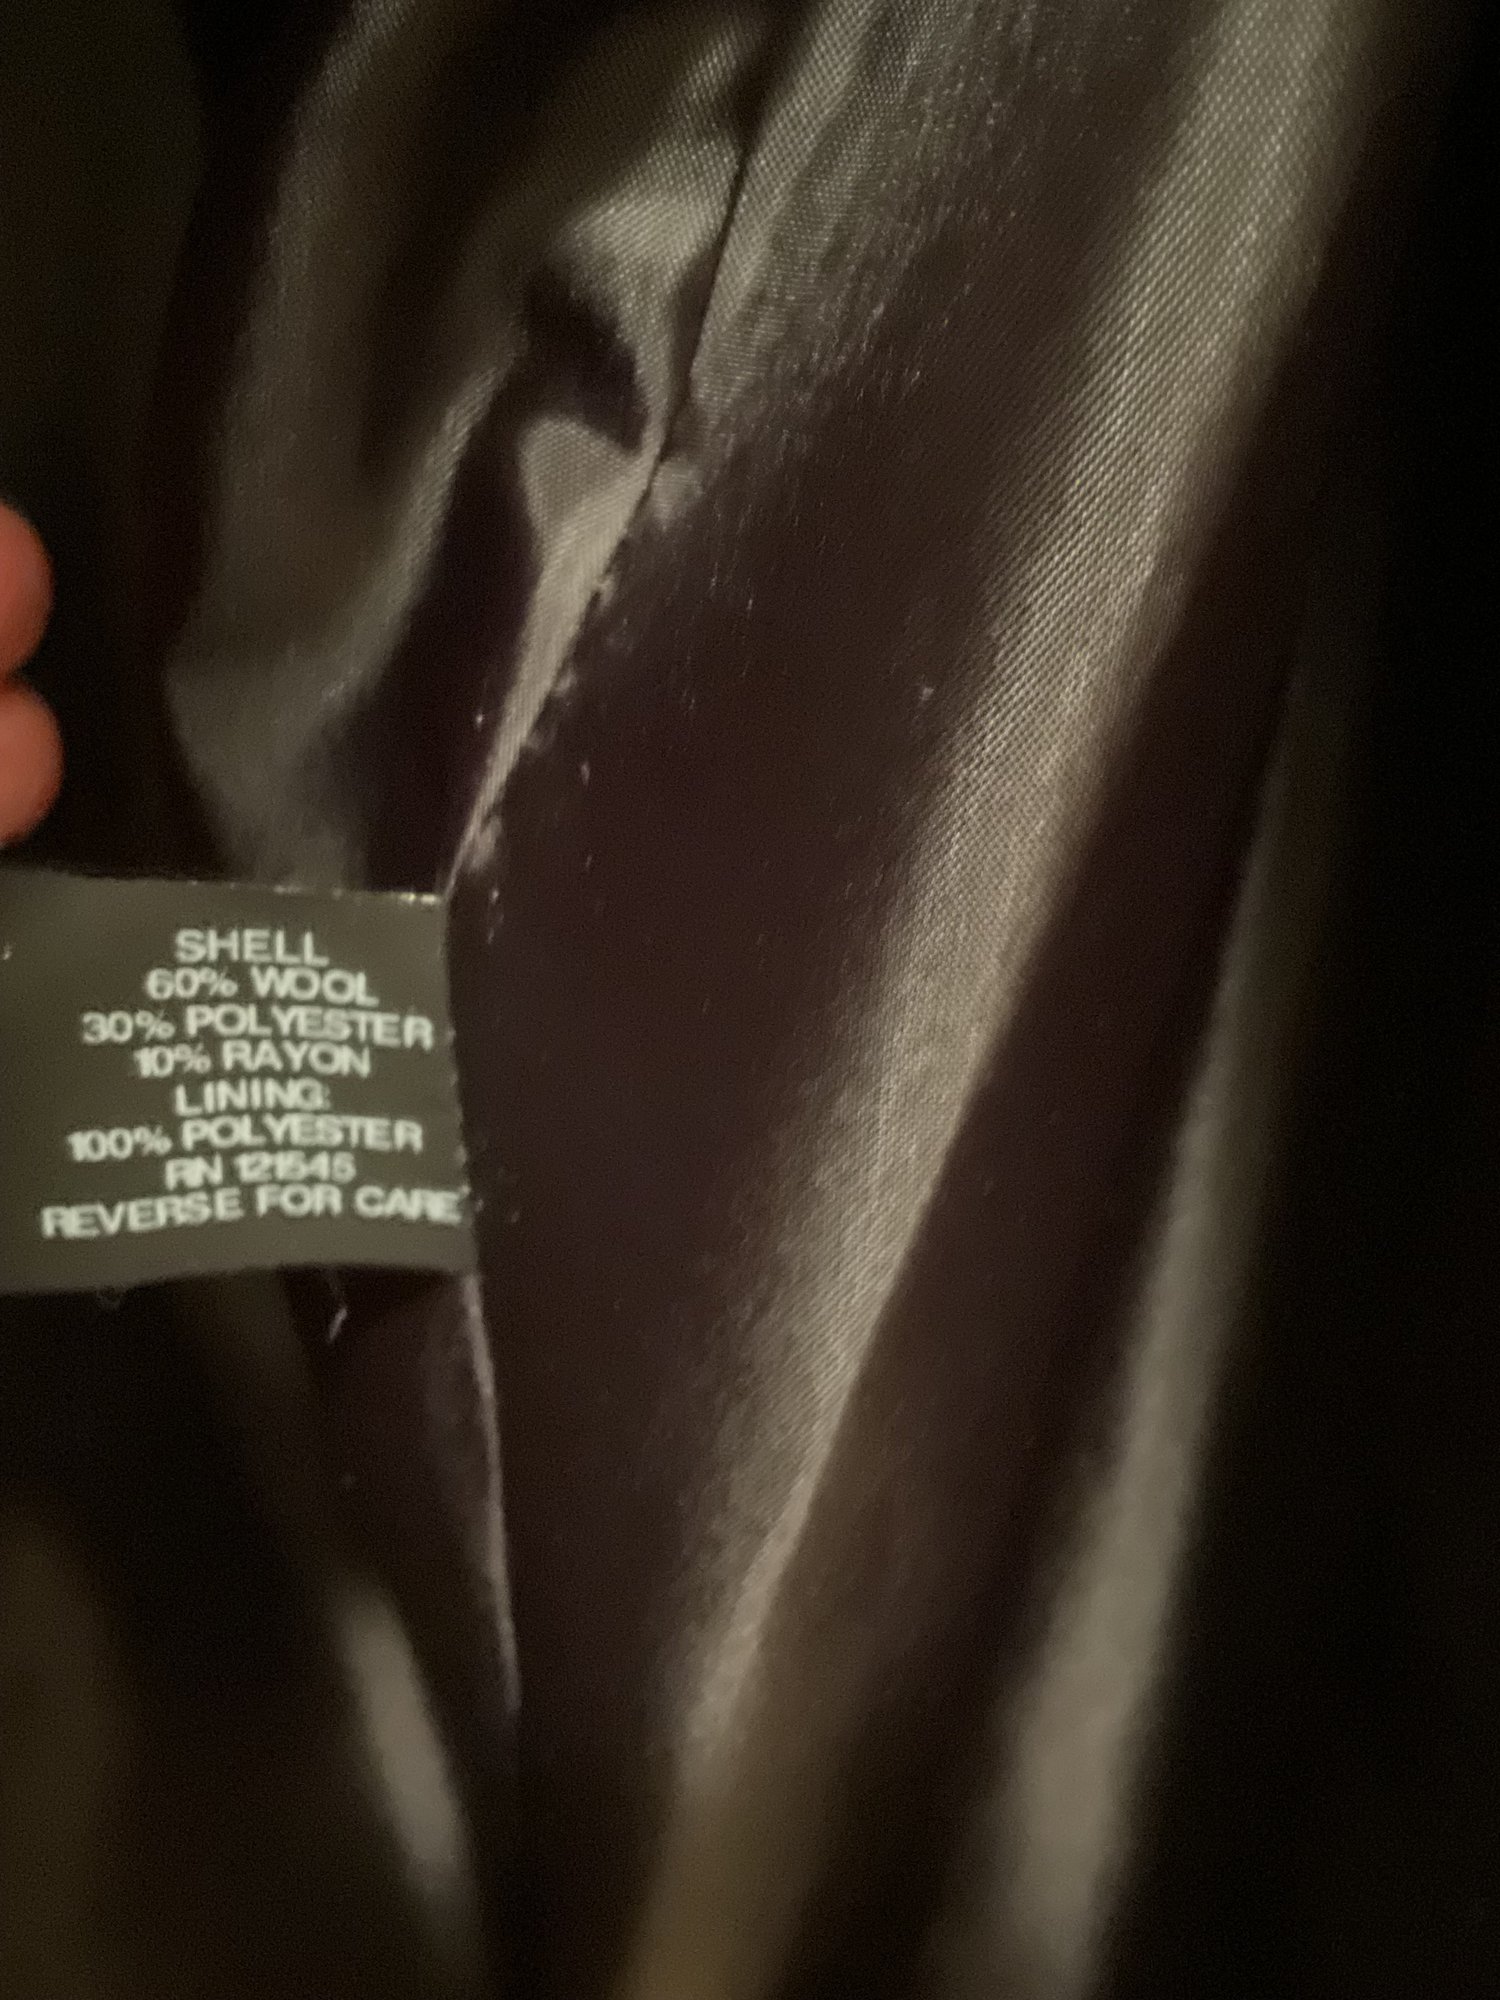 SHELL
60% WOOL
30% POLYESTER
10% RAYON
LINING:
100% POLYESTER
RN 121545
REVERSE FOR CARE